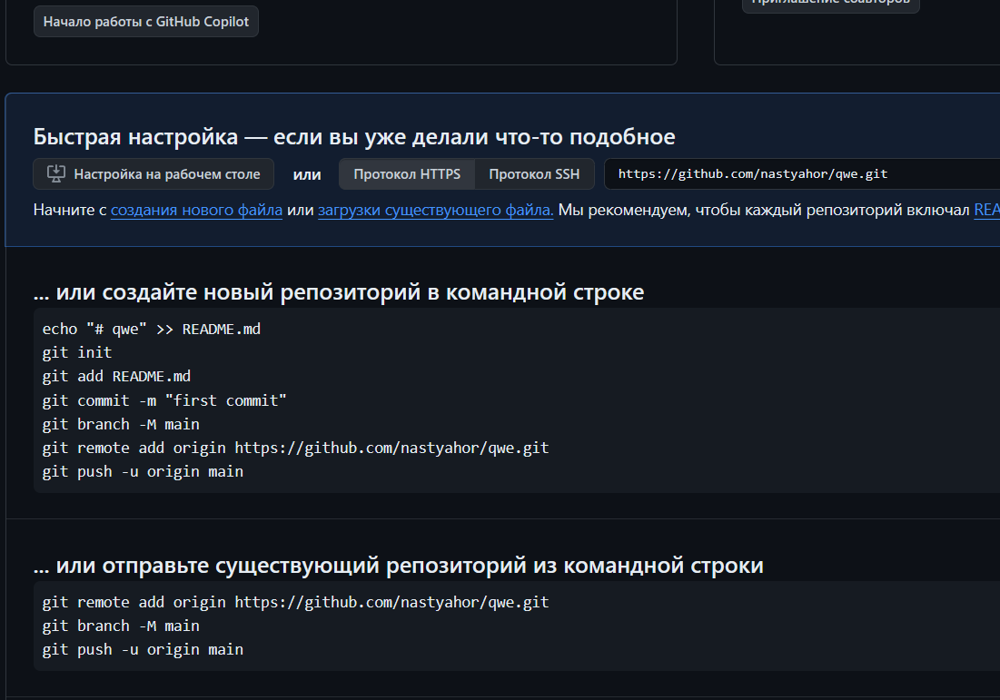 Начало работы с GitHub Copilot
Приглашение соавторов
Быстрая настройка — если вы уже делали что-то подобное
Настройка на рабочем столе или Протокол HTTPS Протокол SSH https://github.com/nastyahor/qwe.git
Начните с создания нового файла или загрузки существующего файла. Мы рекомендуем, чтобы каждый репозиторий включал
... или создайте новый репозиторий в командной строке
echo "# qwe" >> README.md
git init
git add README.md
git commit -m "first commit"
git branch -M main
git remote add origin https://github.com/nastyahor/qwe.git
git push -u origin main
... или отправьте существующий репозиторий из командной строки
git remote add origin https://github.com/nastyahor/qwe.git
git branch -M main
git push -u origin main